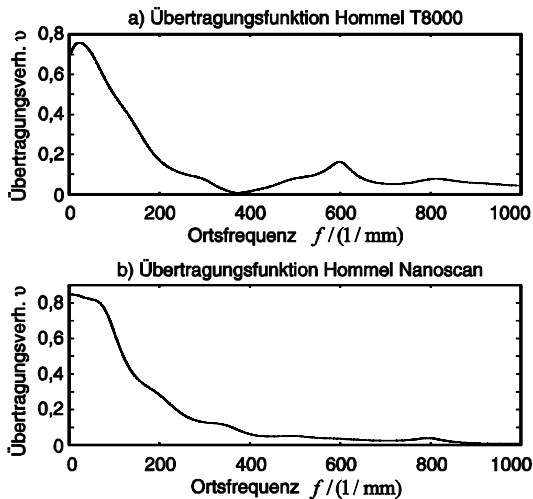 a) Übertragungsfunktion Hommel T8000
Übertragungsverh. υ
0,8
0,6
0,4
0,2
0
0 200 400 600 800 1000
Ortsfrequenz f/(1/mm)
b) Übertragungsfunktion Hommel Nanoscan
Übertragungsverh. υ
0,8
0,6
0,4
0,2
0
0 200 400 600 800 1000
Ortsfrequenz f/(1/mm)